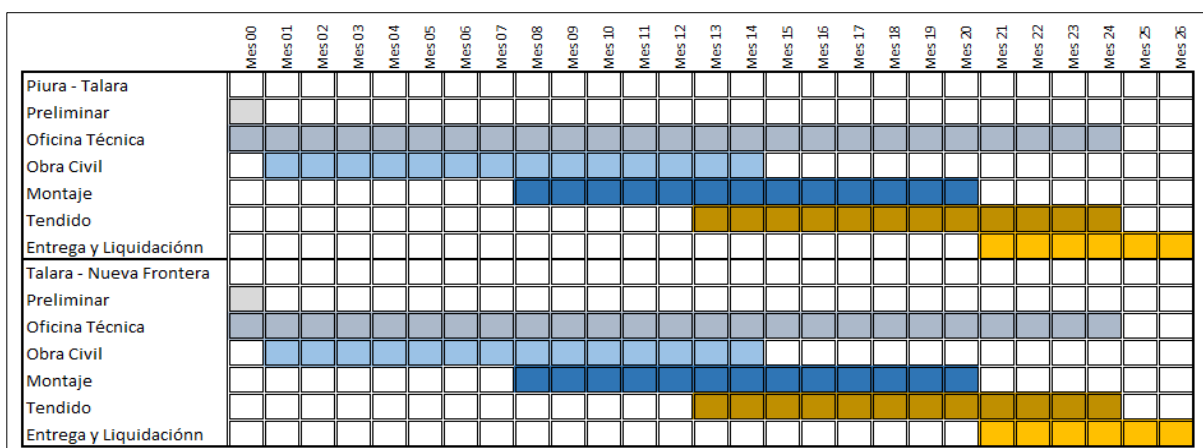 Mes 00 Mes 01 Mes 02 Mes 03 Mes 04 Mes 05 Mes 06 Mes 07 Mes 08 Mes 09 Mes 10 Mes 11 Mes 12 Mes 13 Mes 14 Mes 15 Mes 16 Mes 17 Mes 18 Mes 19 Mes 20 Mes 21 Mes 22 Mes 23 Mes 24 Mes 25 Mes 26
Piura - Talara
Preliminar
Oficina Técnica
Obra Civil
Montaje
Tendido
Entrega y Liquidaciónn
Talara - Nueva Frontera
Preliminar
Oficina Técnica
Obra Civil
Montaje
Tendido
Entrega y Liquidaciónn